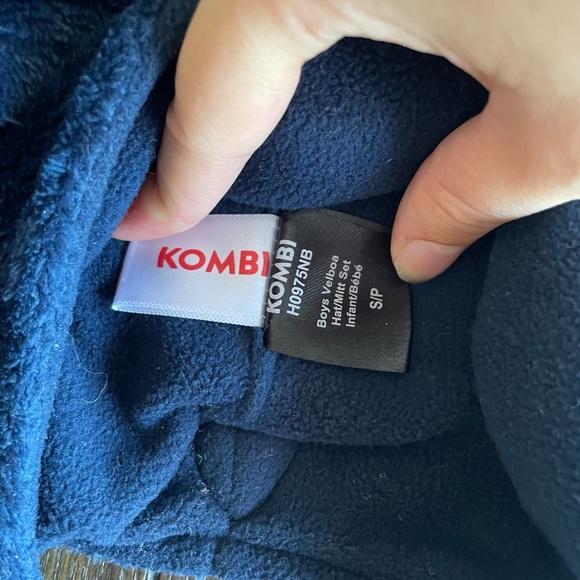 KOMBI
KOMBI
H0975NB
Boys Velboa
Hat/Mitt Set
Infant/Bébé
S/P